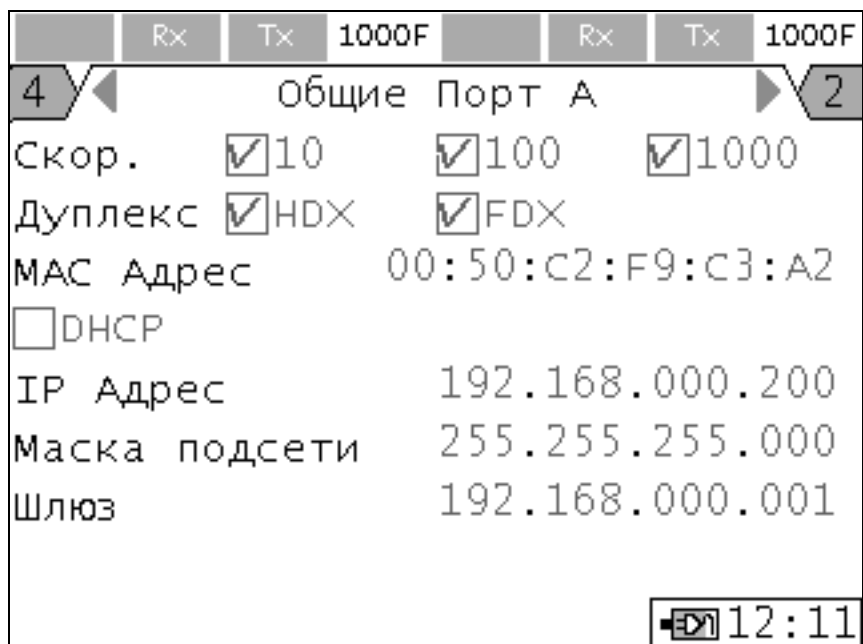 Rx Tx 1000F Rx Tx 1000F
4 Общие Порт A 2
Скор. 10 100 1000
Дуплекс HDX FDX
MAC Адрес 00:50:C2:F9:C3:A2
DHCP
IP Адрес 192.168.000.200
Маска подсети 255.255.255.000
Шлюз 192.168.000.001
12:11